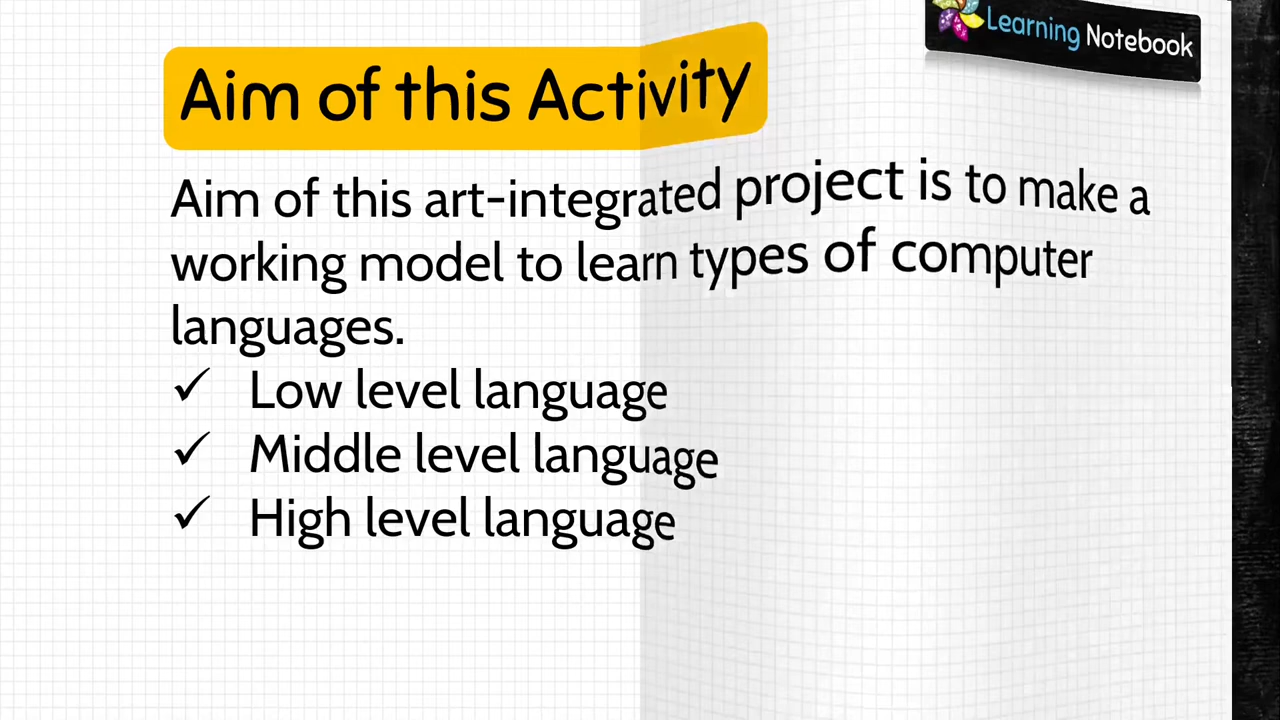 Learning Notebook
Aim of this Activity
Aim of this art-integrated project is to make a
working model to learn types of computer
languages.
✓ Low level language
✓ Middle level language
✓ High level language